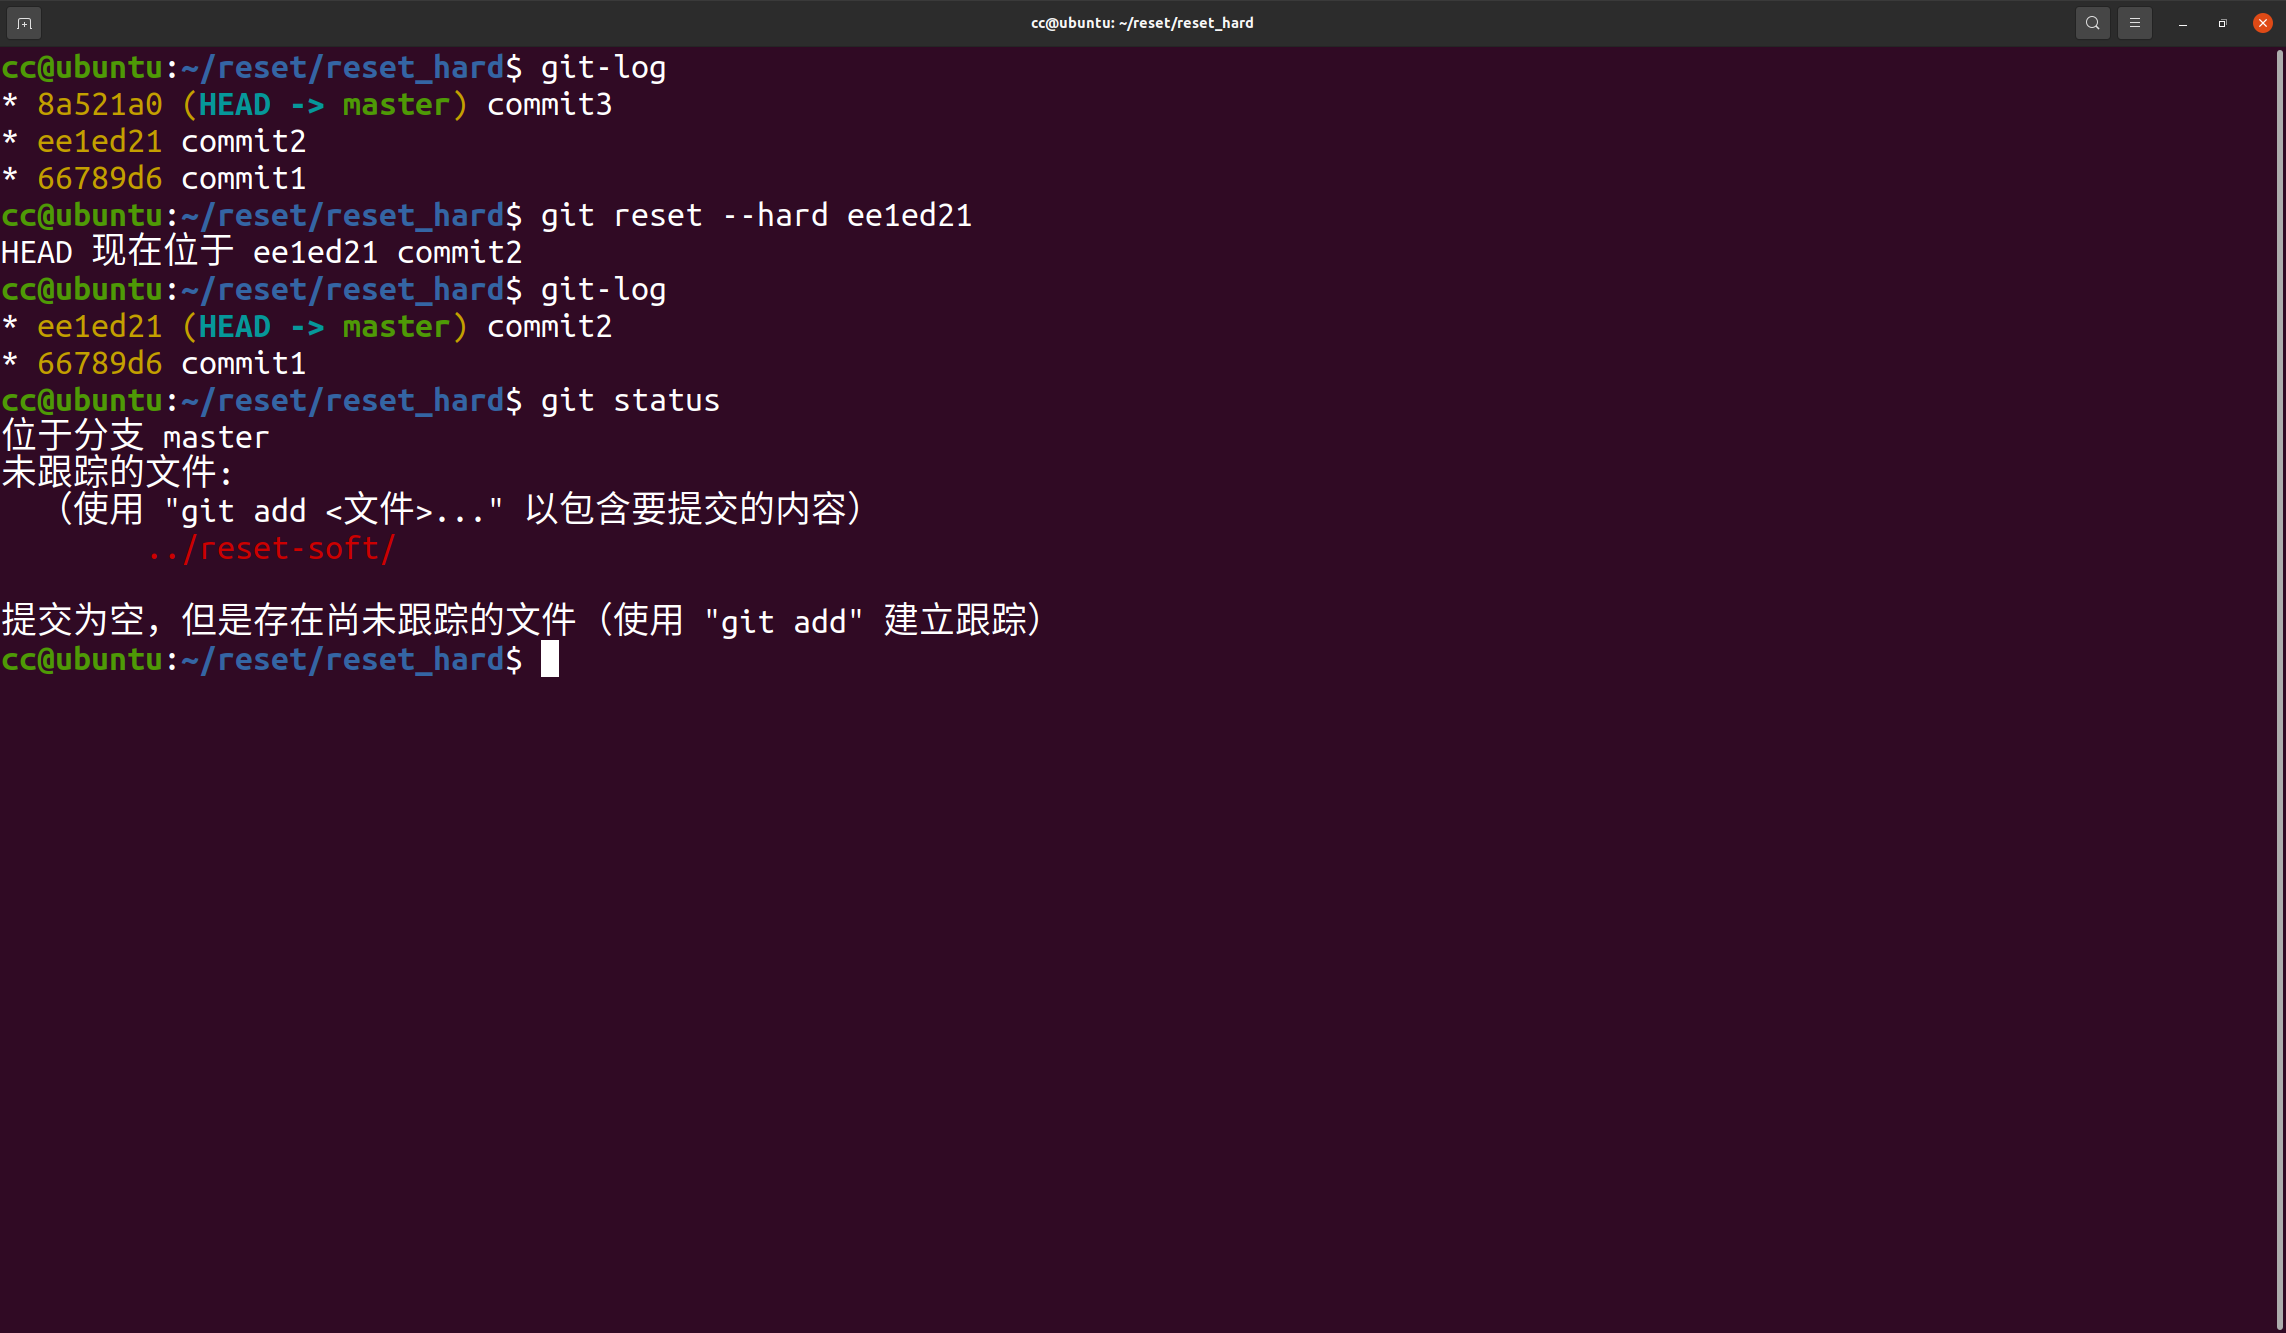 cc@ubuntu: ~/reset/reset_hard
cc@ubuntu:~/reset/reset_hard$ git-log
* 8a521a0 (HEAD -> master) commit3
* ee1ed21 commit2
* 66789d6 commit1
cc@ubuntu:~/reset/reset_hard$ git reset --hard ee1ed21
HEAD 现在位于 ee1ed21 commit2
cc@ubuntu:~/reset/reset_hard$ git-log
* ee1ed21 (HEAD -> master) commit2
* 66789d6 commit1
cc@ubuntu:~/reset/reset_hard$ git status
位于分支 master
未跟踪的文件:
  （使用 "git add <文件>..." 以包含要提交的内容）
        ../reset-soft/
提交为空，但是存在尚未跟踪的文件（使用 "git add" 建立跟踪）
cc@ubuntu:~/reset/reset_hard$